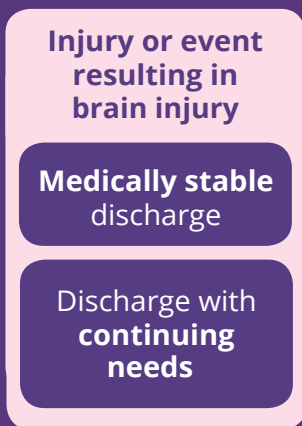 Injury or event
resulting in
brain injury
Medically stable
discharge
Discharge with
continuing
needs